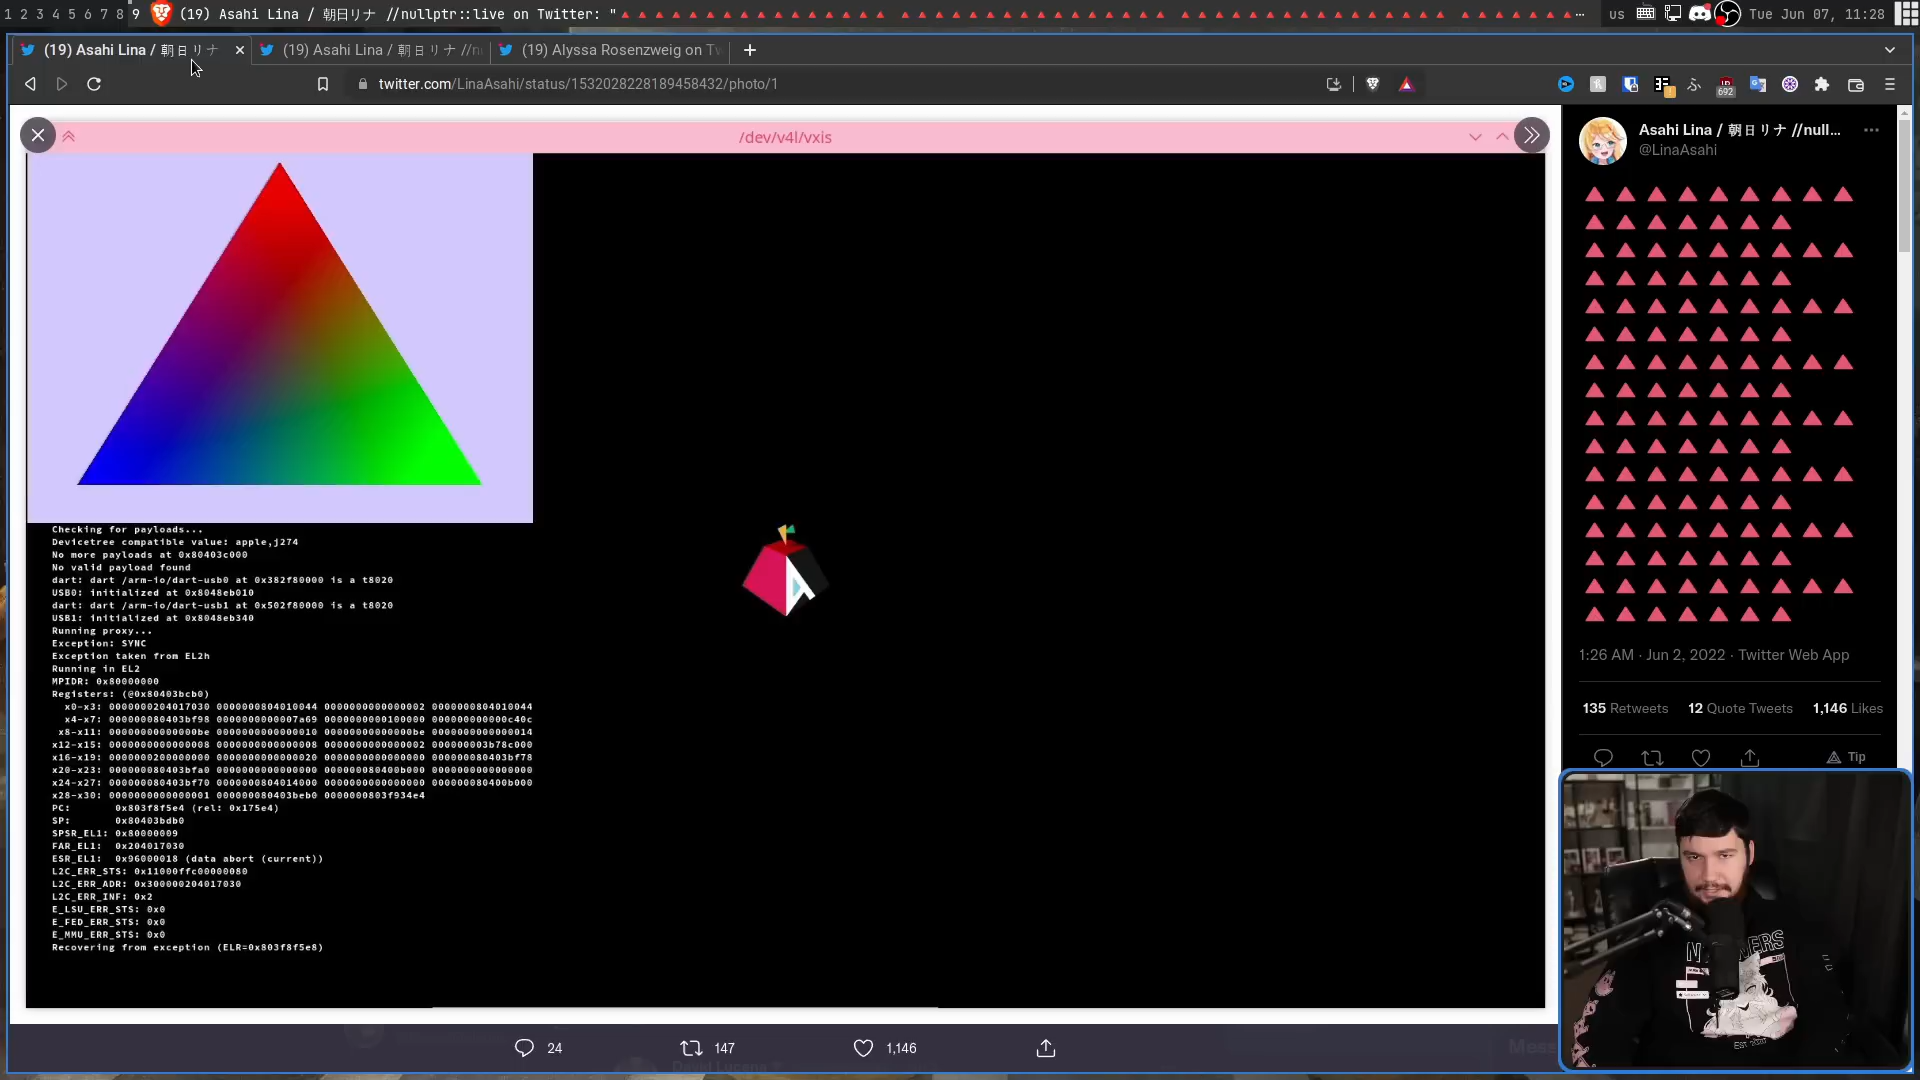 1 2 3 4 5 6 7 8 9 (19) Asahi Lina / 朝日リナ //nullptr::live on Twitter: "🔺🔺🔺🔺🔺🔺🔺🔺🔺 🔺🔺🔺🔺🔺🔺🔺 🔺🔺🔺🔺🔺🔺🔺🔺🔺 🔺🔺🔺🔺🔺🔺🔺 🔺🔺🔺🔺🔺🔺🔺🔺🔺 🔺🔺🔺🔺🔺🔺🔺 🔺🔺🔺🔺🔺🔺🔺… us Tue Jun 07, 11:28
(19) Asahi Lina / 朝日リナ
(19) Asahi Lina / 朝日リナ //n
(19) Alyssa Rosenzweig on Tw
twitter.com/LinaAsahi/status/1532028228189458432/photo/1
692
/dev/v4l/vxis
Checking for payloads...
Devicetree compatible value: apple,j274
No more payloads at 0x80403c000
No valid payload found
dart: dart /arm-io/dart-usb0 at 0x382f80000 is a t8020
USB0: initialized at 0x8048eb010
dart: dart /arm-io/dart-usb1 at 0x502f80000 is a t8020
USB1: initialized at 0x8048eb340
Running proxy...
Exception: SYNC
Exception taken from EL2h
Running in EL2
MPIDR: 0x80000000
Registers: (@0x80403bcb0)
x0-x3: 0000000204017030 0000000804010044 0000000000000002 0000000804010044
x4-x7: 000000080403bf98 0000000000007a69 0000000000100000 000000000000c40c
x8-x11: 00000000000000be 0000000000000010 00000000000000be 0000000000000014
x12-x15: 0000000000000008 0000000000000008 0000000000000002 000000003b78c000
x16-x19: 0000000200000000 0000000000000020 0000000000000000 000000080403bf78
x20-x23: 000000080403bfa0 0000000000000000 000000080400b000 0000000000000000
x24-x27: 000000080403bf70 0000000804014000 0000000000000000 000000080400b000
x28-x30: 0000000000000001 000000080403beb0 0000000803f934e4
PC: 0x803f8f5e4 (rel: 0x175e4)
SP: 0x80403bdb0
SPSR_EL1: 0x80000009
FAR_EL1: 0x204017030
ESR_EL1: 0x96000018 (data abort (current))
L2C_ERR_STS: 0x11000ffc00000080
L2C_ERR_ADR: 0x300000204017030
L2C_ERR_INF: 0x2
E_LSU_ERR_STS: 0x0
E_FED_ERR_STS: 0x0
E_MMU_ERR_STS: 0x0
Recovering from exception (ELR=0x803f8f5e8)
24 147 1,146
Asahi Lina / 朝日リナ //null...
@LinaAsahi
1:26 AM · Jun 2, 2022 · Twitter Web App
135 Retweets 12 Quote Tweets 1,146 Likes
Tip
EST 2020